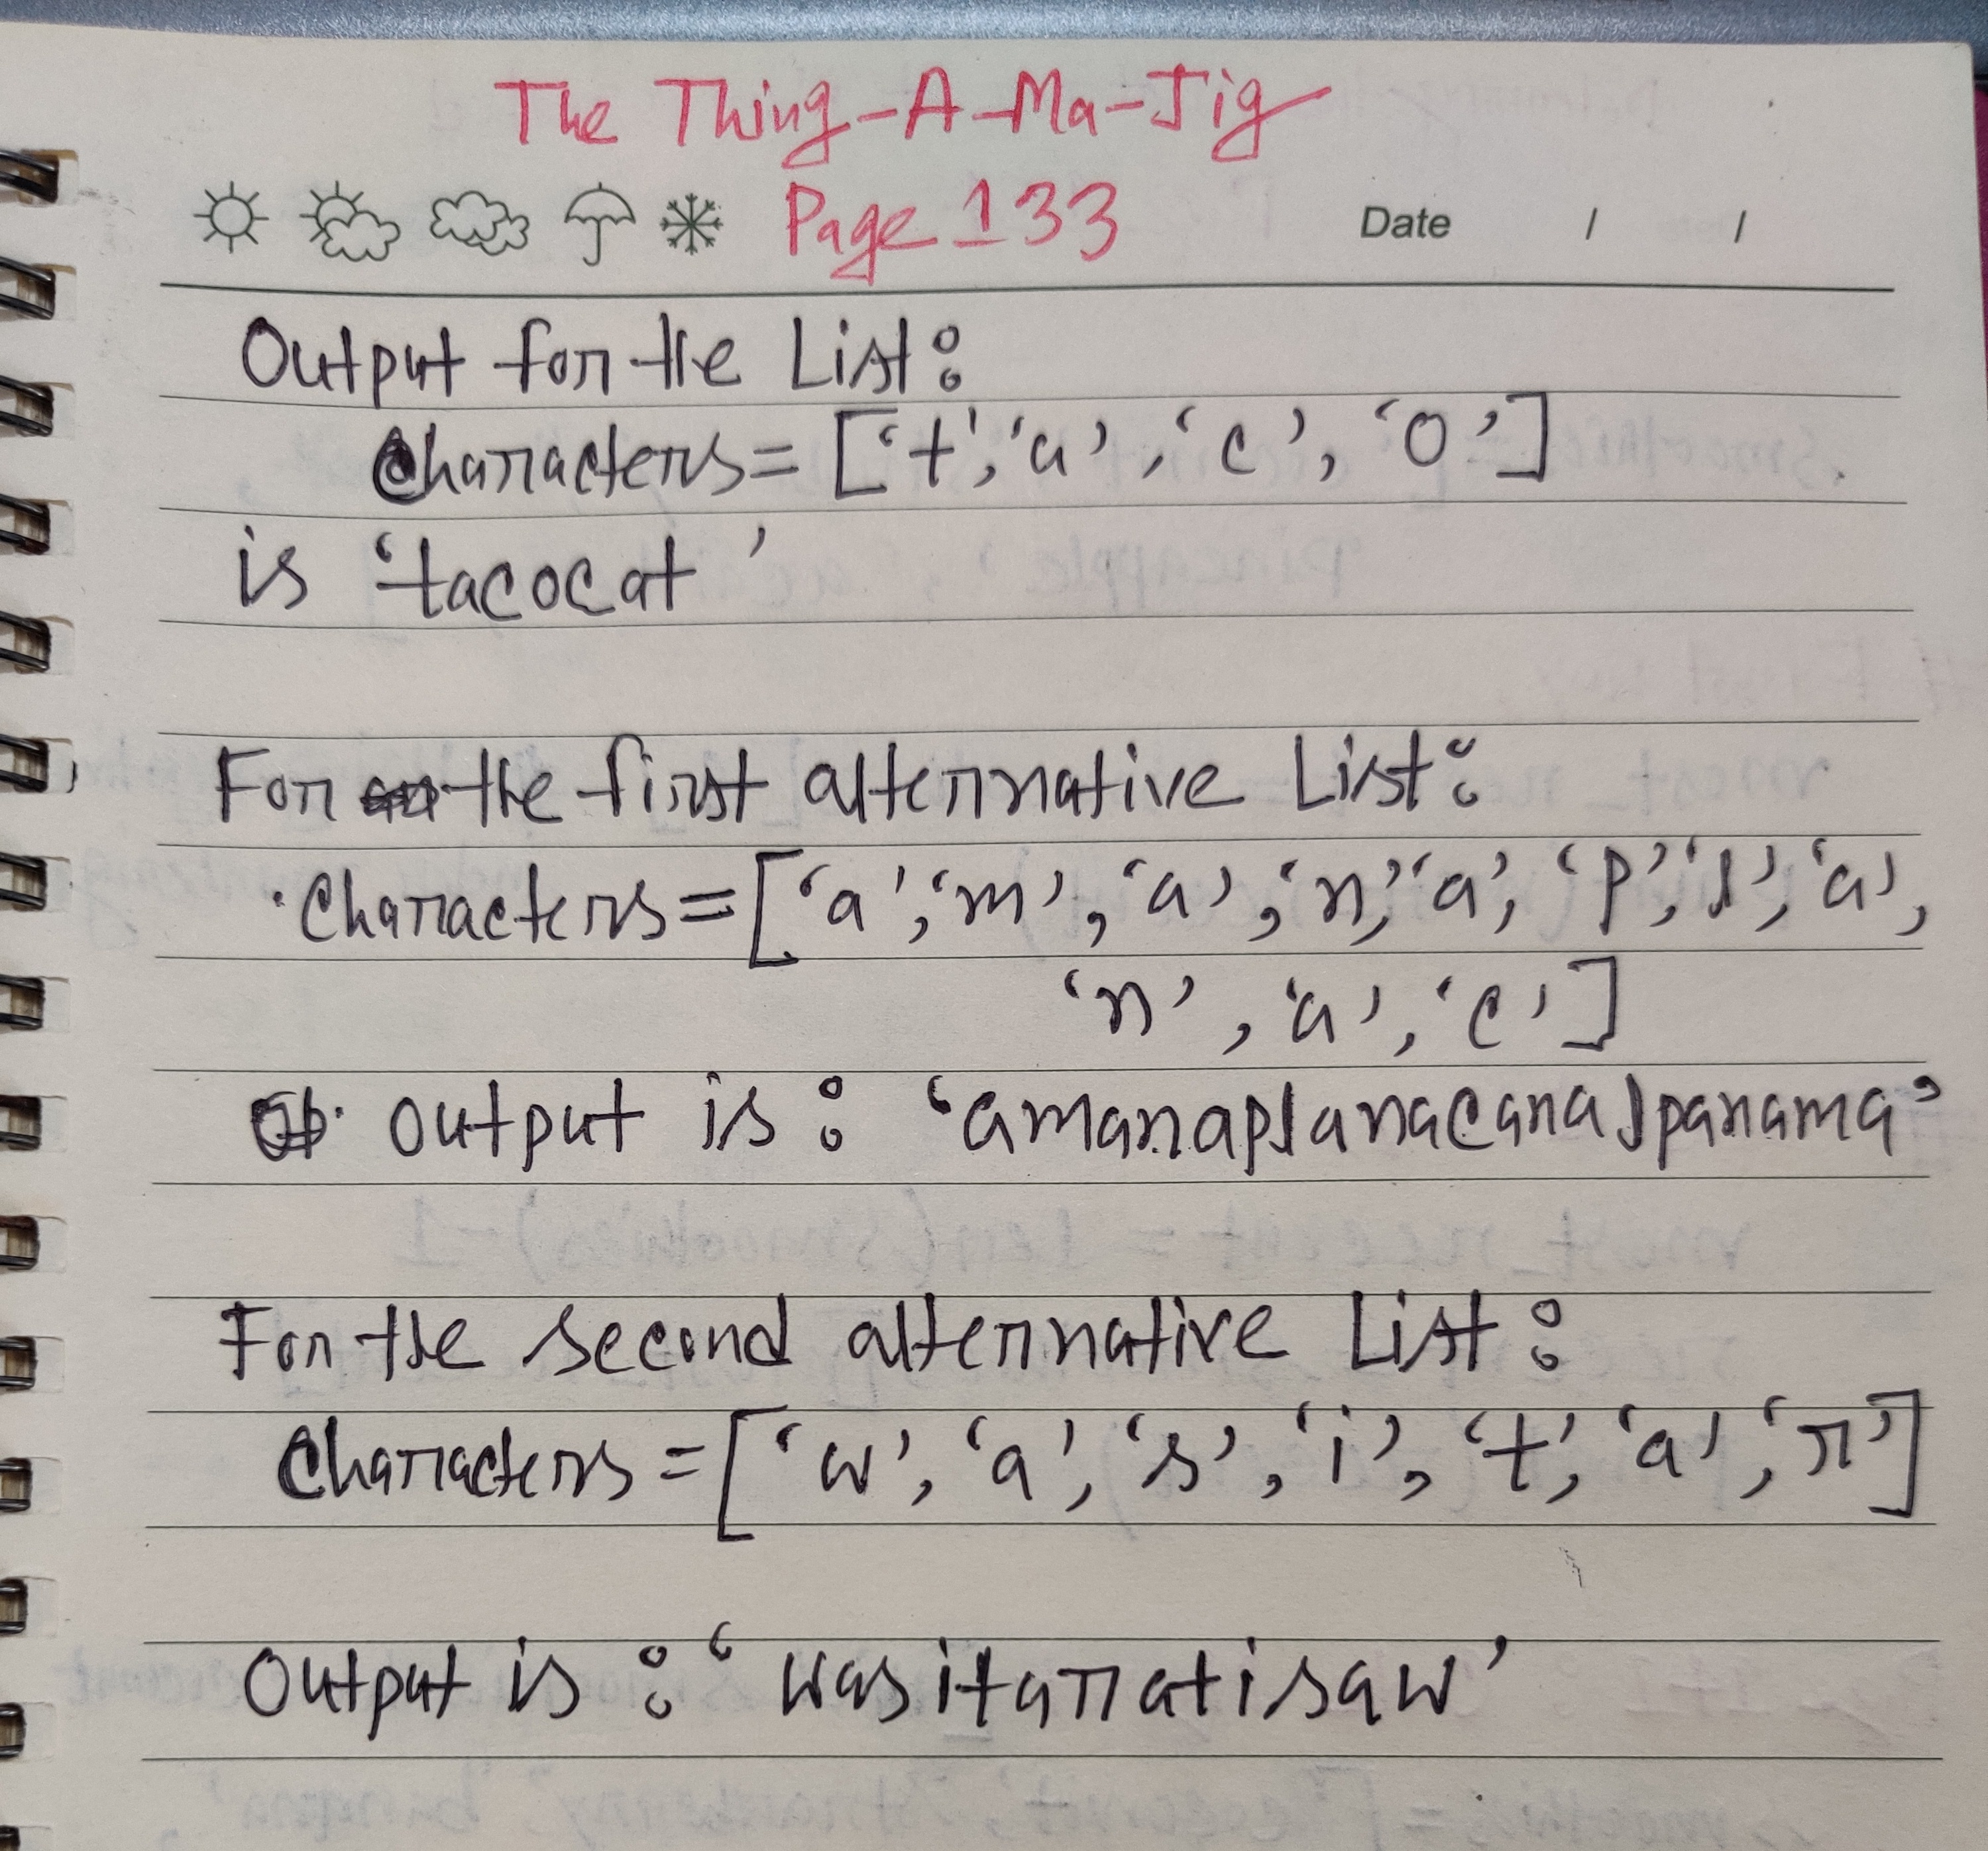 The Thing-A-Ma-Jig
Page 133
Date / /
Output for the List:
Characters= ['t', 'a', 'c', 'o']
is 'tacocat'
For the first alternative List:
Characters= ['a', 'm', 'a', 'n', 'a', 'p', 'l', 'a',
'n', 'a', 'c']
output is: 'amanaplanacanalpanama'
For the second alternative List:
Characters= ['w', 'a', 's', 'i', 't', 'a', 'r']
Output is: 'wasitaratisaw'